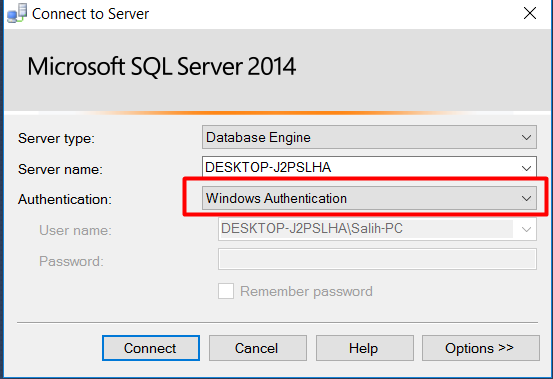 Connect to Server
Microsoft SQL Server 2014
Server type: Database Engine
Server name: DESKTOP-J2PSLHA
Authentication: Windows Authentication
User name: DESKTOP-J2PSLHA\Salih-PC
Password:
Remember password
Connect Cancel Help Options >>